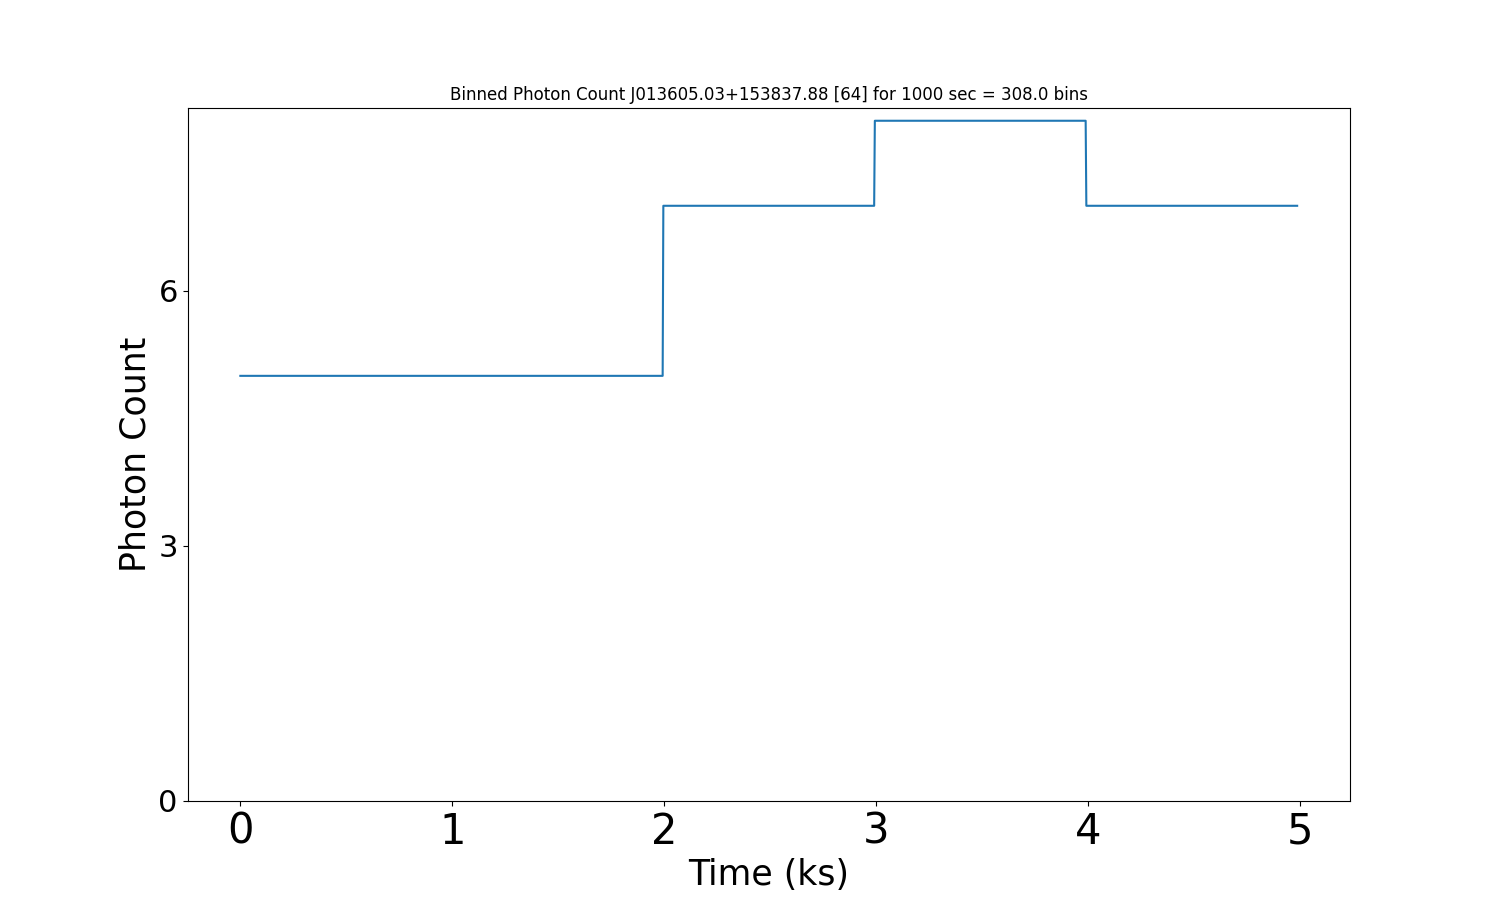 Binned Photon Count J013605.03+153837.88 [64] for 1000 sec = 308.0 bins
6
3
0
Photon Count
0 1 2 3 4 5
Time (ks)